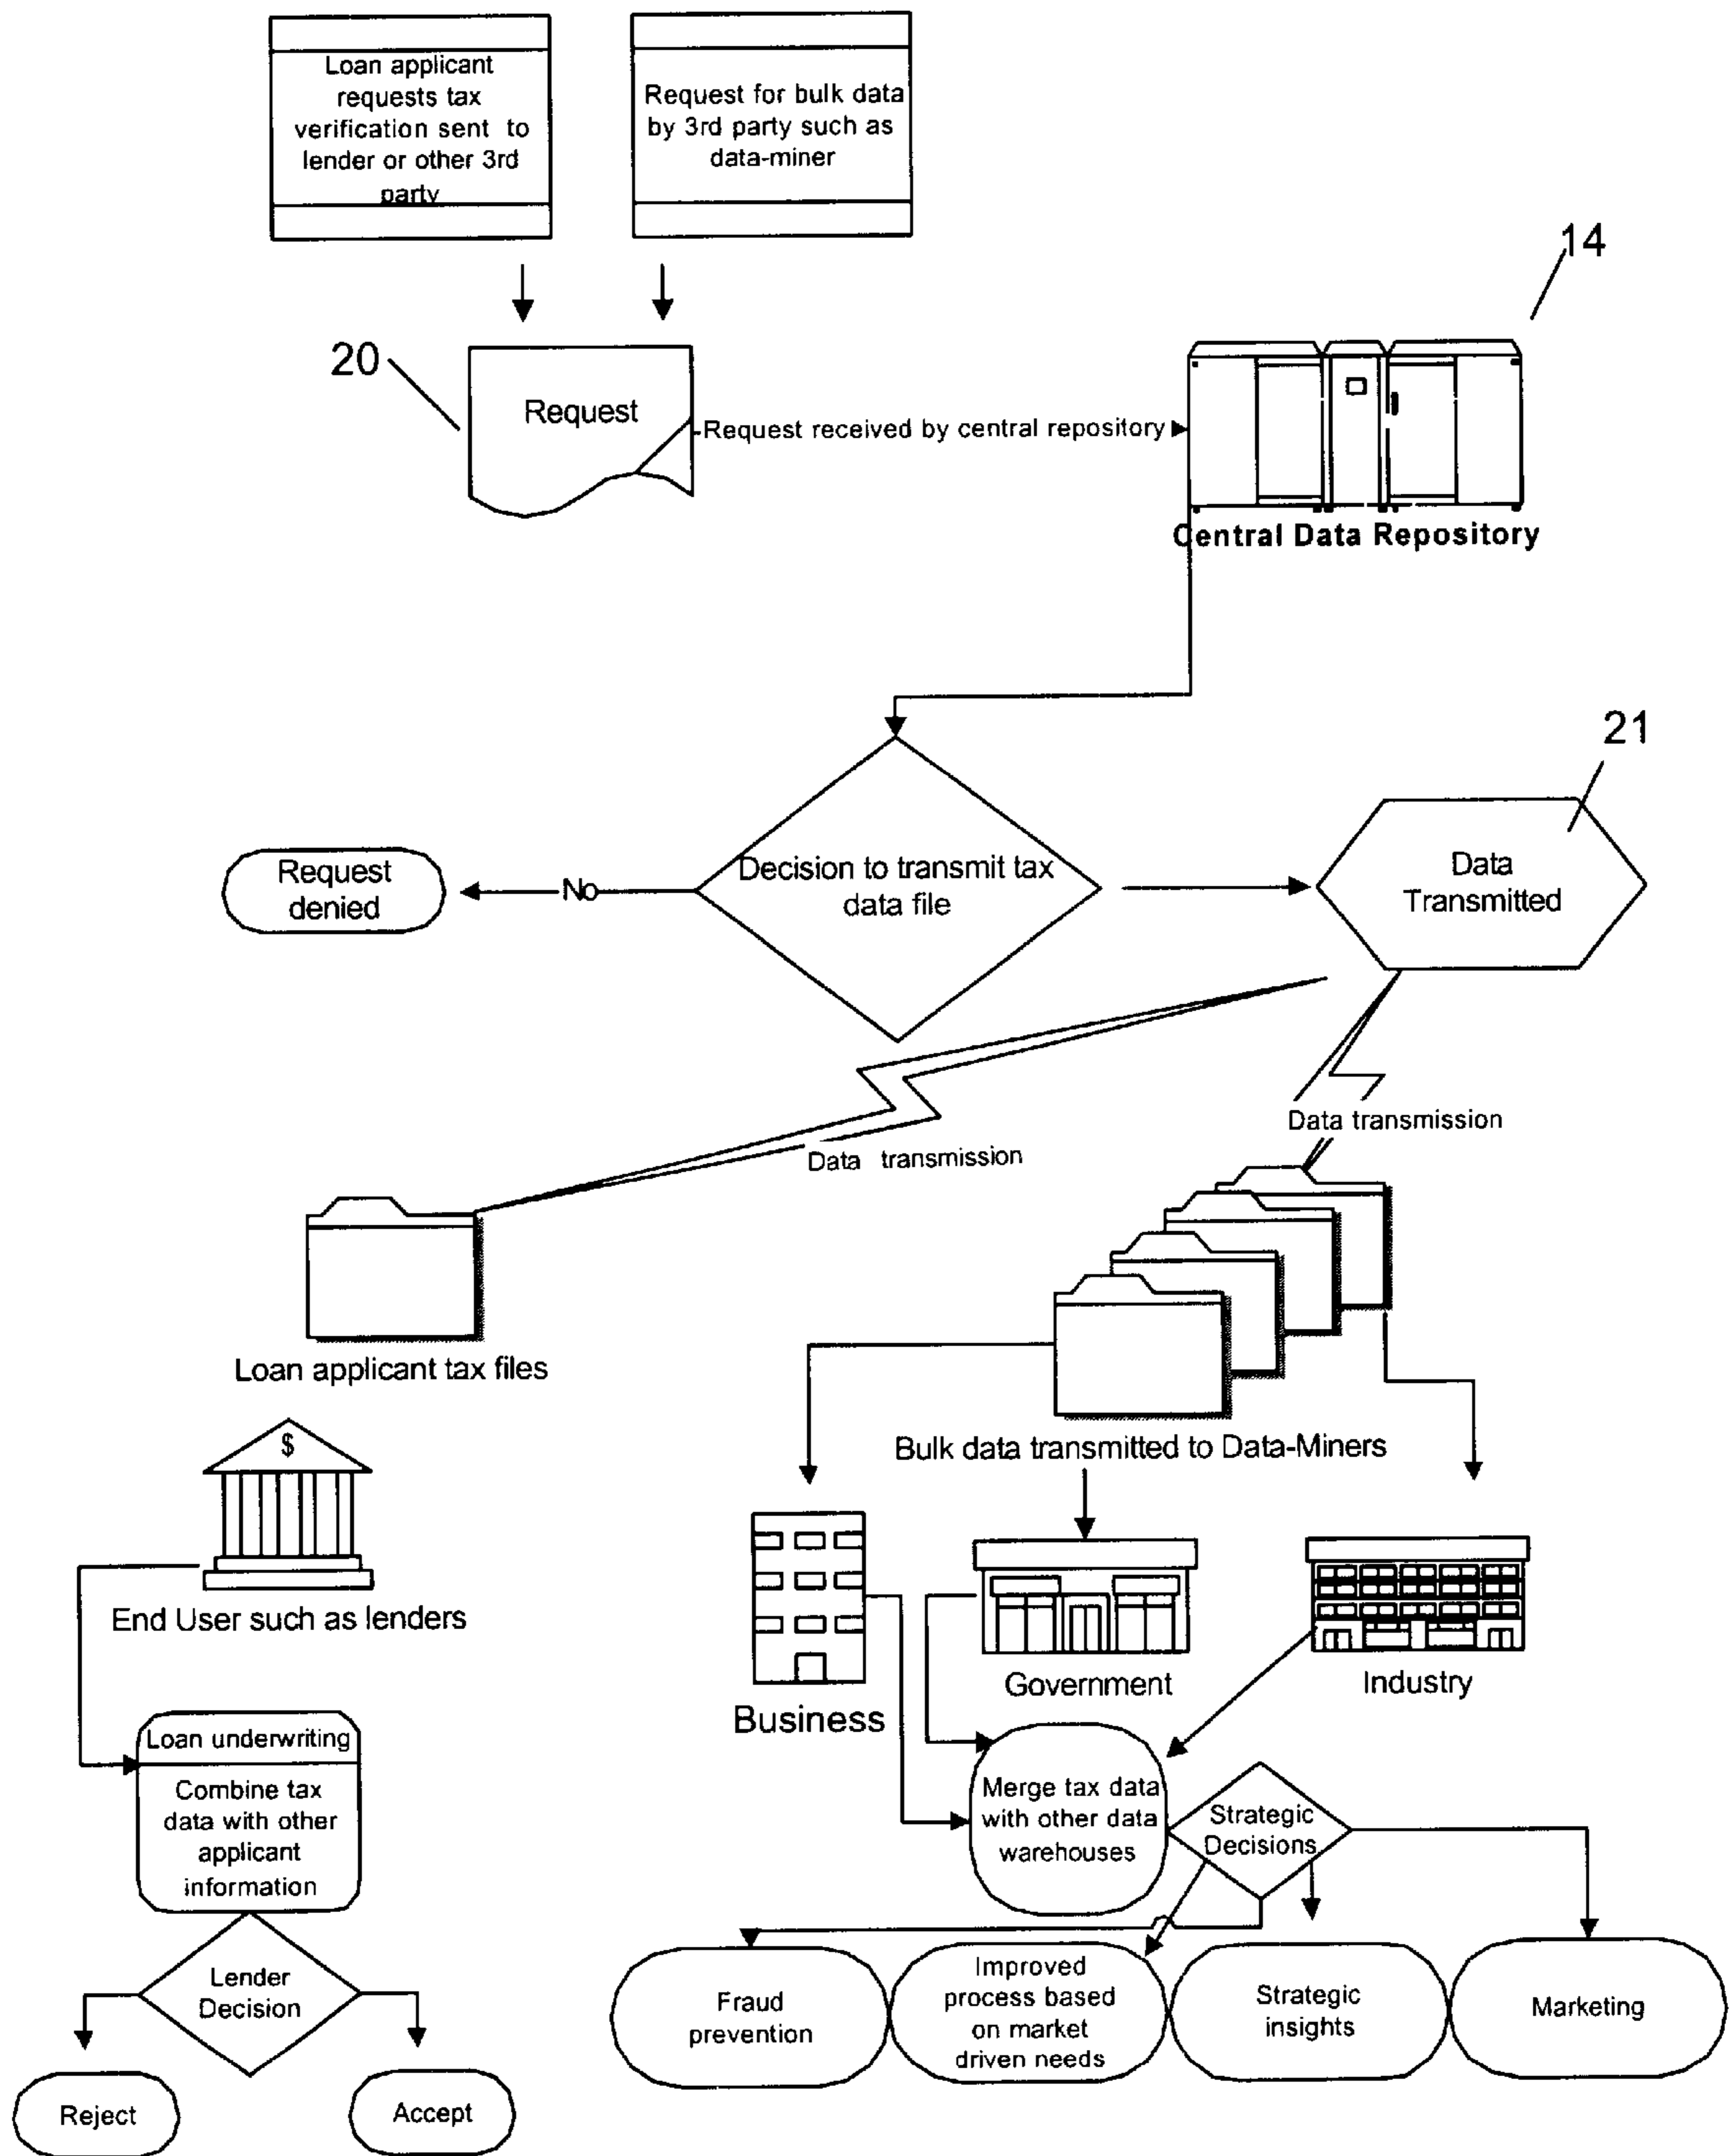 Loan applicant
requests tax
verification sent to
lender or other 3rd
party
Request for bulk data
by 3rd party such as
data-miner
14
20
Request
Request received by central repository
Central Data Repository
21
Decision to transmit tax
data file
No
Request
denied
Data
Transmitted
Data transmission
Data transmission
Loan applicant tax files
Bulk data transmitted to Data-Miners
$
End User such as lenders
Business
Government
Industry
Loan underwriting
Combine tax
data with other
applicant
information
Merge tax data
with other data
warehouses
Strategic
Decisions
Lender
Decision
Reject
Accept
Fraud
prevention
Improved
process based
on market
driven needs
Strategic
insights
Marketing